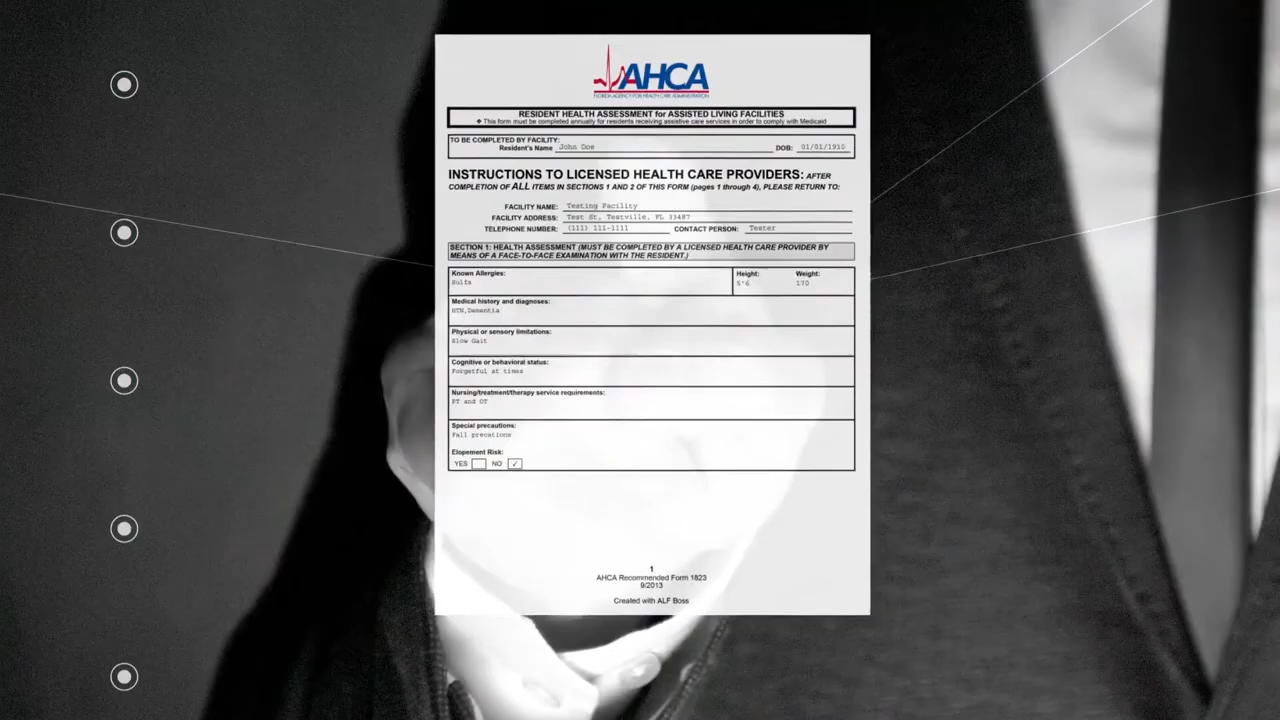 AHCA
FLORIDA AGENCY FOR HEALTH CARE ADMINISTRATION
RESIDENT HEALTH ASSESSMENT for ASSISTED LIVING FACILITIES
❖ This form must be completed annually for residents receiving assistive care services in order to comply with Medicaid
TO BE COMPLETED BY FACILITY:
Resident's Name John Doe DOB: 01/01/1910
INSTRUCTIONS TO LICENSED HEALTH CARE PROVIDERS: AFTER
COMPLETION OF ALL ITEMS IN SECTIONS 1 AND 2 OF THIS FORM (pages 1 through 4), PLEASE RETURN TO:
FACILITY NAME: Testing Facility
FACILITY ADDRESS: Test St, Testville, FL 33487
TELEPHONE NUMBER: (111) 111-1111 CONTACT PERSON: Tester
SECTION 1: HEALTH ASSESSMENT (MUST BE COMPLETED BY A LICENSED HEALTH CARE PROVIDER BY
MEANS OF A FACE-TO-FACE EXAMINATION WITH THE RESIDENT.)
Known Allergies: Height: Weight:
Sulfa 5'6 170
Medical history and diagnoses:
HTN,Dementia
Physical or sensory limitations:
Slow Gait
Cognitive or behavioral status:
Forgetful at times
Nursing/treatment/therapy service requirements:
PT and OT
Special precautions:
Fall precations
Elopement Risk:
YES NO ✓
1
AHCA Recommended Form 1823
9/2013
Created with ALF Boss